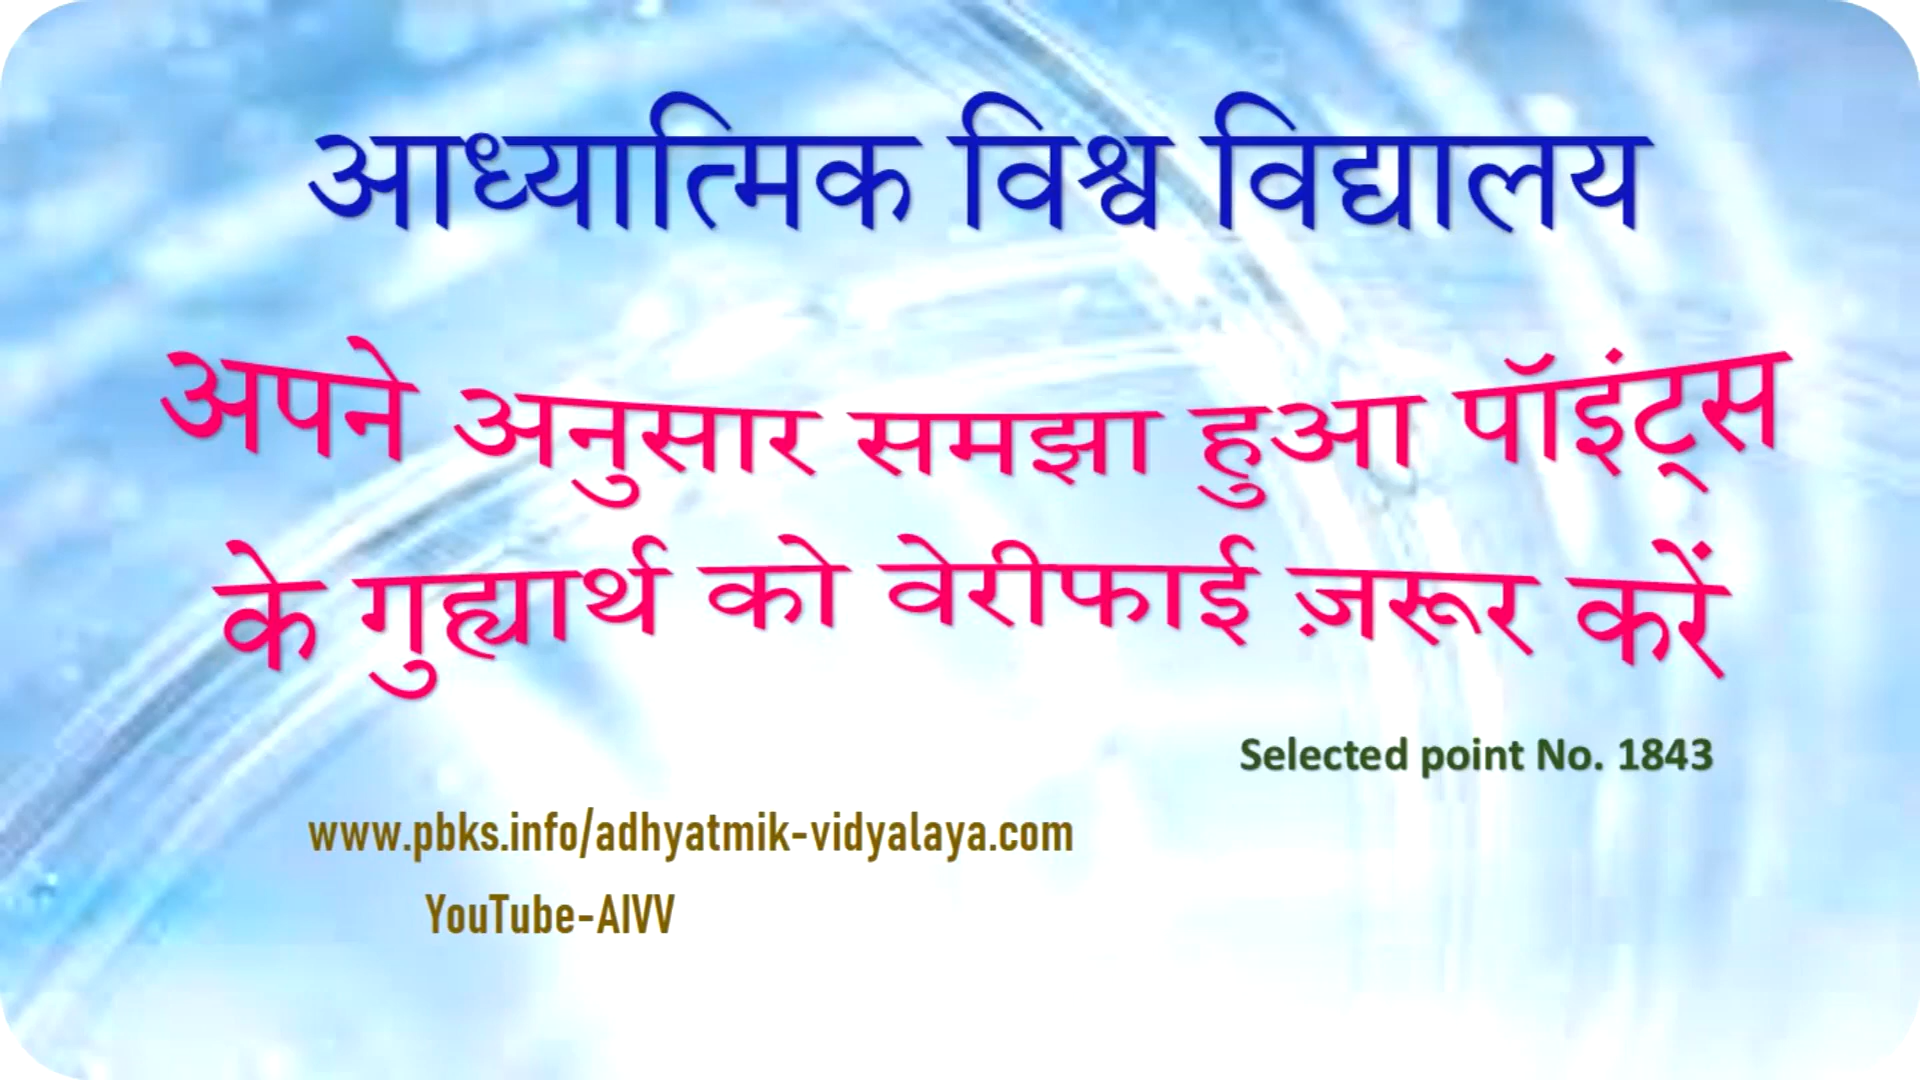 आध्यात्मिक विश्व विद्यालय
अपने अनुसार समझा हुआ पॉइंट्स
के गुह्यार्थ को वेरीफाई ज़रूर करें
Selected point No. 1843
www.pbks.info/adhyatmik-vidyalaya.com
YouTube-AIVV